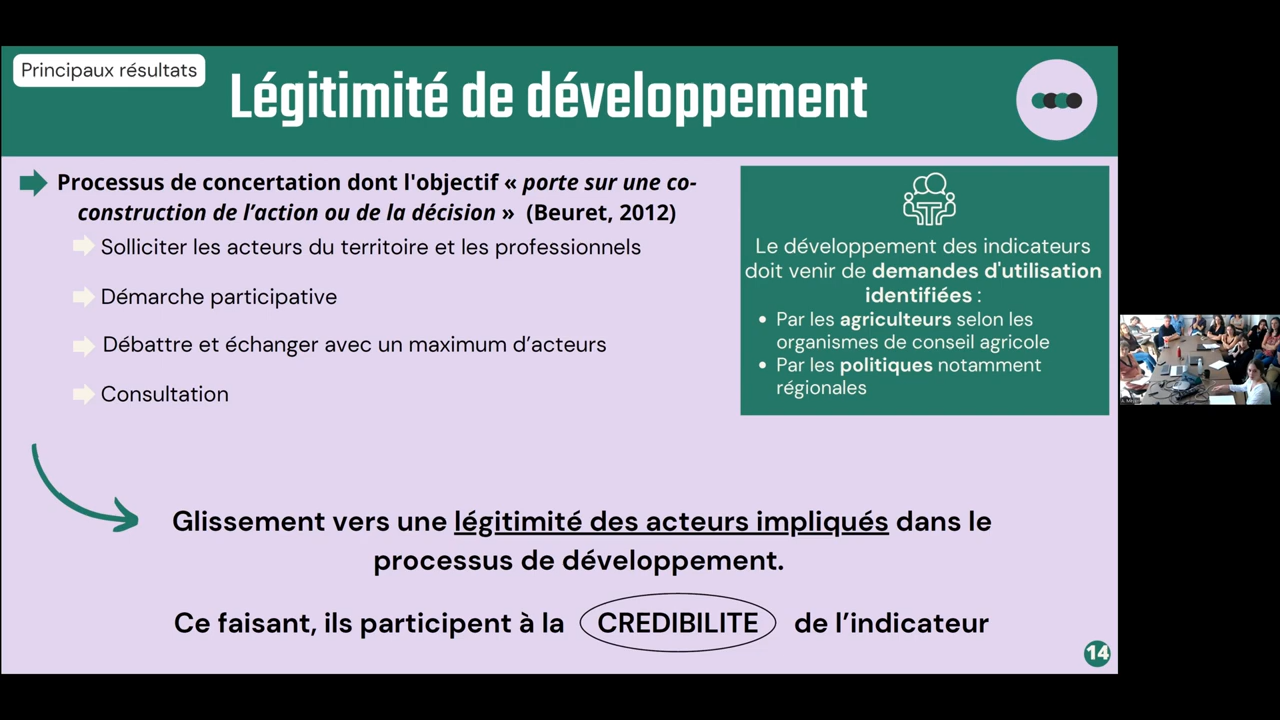 Principaux résultats
Légitimité de développement
Processus de concertation dont l'objectif « porte sur une co-
construction de l’action ou de la décision » (Beuret, 2012)
Solliciter les acteurs du territoire et les professionnels
Démarche participative
Débattre et échanger avec un maximum d’acteurs
Consultation
Le développement des indicateurs
doit venir de demandes d'utilisation
identifiées :
• Par les agriculteurs selon les
organismes de conseil agricole
• Par les politiques notamment
régionales
Glissement vers une légitimité des acteurs impliqués dans le
processus de développement.
Ce faisant, ils participent à la CREDIBILITE de l’indicateur
14